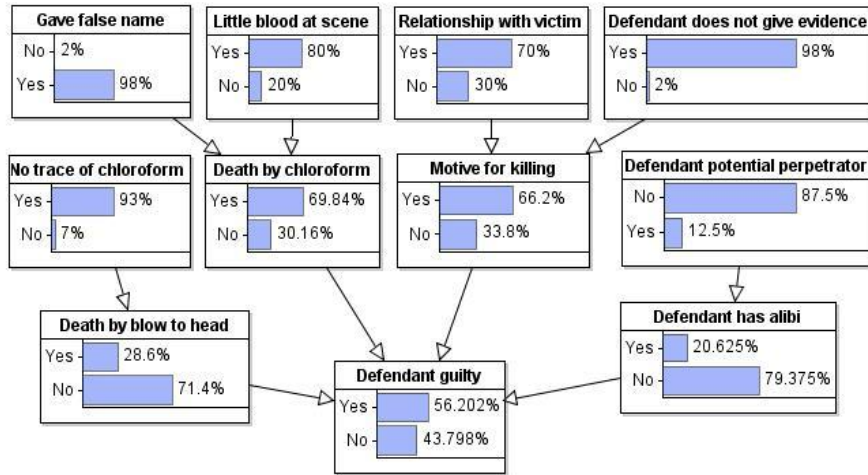 Gave false name
No 2%
Yes 98%
Little blood at scene
Yes 80%
No 20%
Relationship with victim
Yes 70%
No 30%
Defendant does not give evidence
Yes 98%
No 2%
No trace of chloroform
Yes 93%
No 7%
Death by chloroform
Yes 69.84%
No 30.16%
Motive for killing
Yes 66.2%
No 33.8%
Defendant potential perpetrator
No 87.5%
Yes 12.5%
Death by blow to head
Yes 28.6%
No 71.4%
Defendant has alibi
Yes 20.625%
No 79.375%
Defendant guilty
Yes 56.202%
No 43.798%